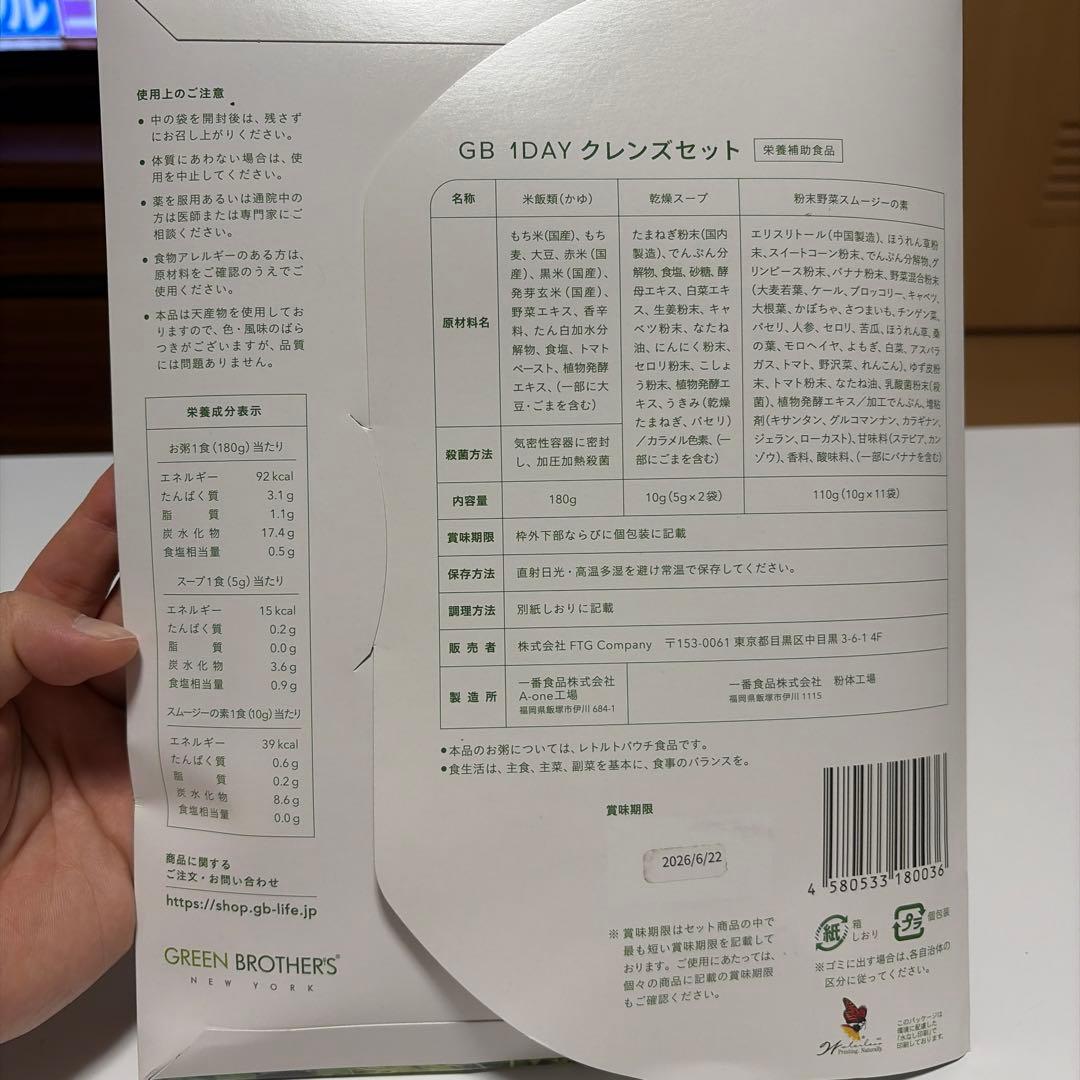 使用上のご注意
● 中の袋を開封後は、残さず
にお召し上がりください。
● 体質にあわない場合は、使
用を中止してください。
● 薬を服用あるいは通院中の
方は医師または専門家にご
相談ください。
● 食物アレルギーのある方は、
原材料をご確認のうえでご
使用ください。
● 本品は天産物を使用してお
りますので、色・風味のばら
つきがございますが、品質
には問題ありません。
栄養成分表示
お粥1食(180g)当たり
エネルギー 92kcal
たんぱく質 3.1g
脂質 1.1g
炭水化物 17.4g
食塩相当量 0.5g
スープ1食(5g)当たり
エネルギー 15kcal
たんぱく質 0.2g
脂質 0.0g
炭水化物 3.6g
食塩相当量 0.9g
スムージーの素1食(10g)当たり
エネルギー 39kcal
たんぱく質 0.6g
脂質 0.2g
炭水化物 8.6g
食塩相当量 0.0g
商品に関する
ご注文・お問い合わせ
https://shop.gb-life.jp
GREEN BROTHER'S®
NEW YORK
GB 1DAY クレンズセット 栄養補助食品
名称 米飯類(かゆ) 乾燥スープ 粉末野菜スムージーの素
原材料名
もち米(国産)、もち
麦、大豆、赤米(国
産)、黒米(国産)、
発芽玄米(国産)、
野菜エキス、香辛
料、たん白加水分
解物、食塩、トマト
ペースト、植物発酵
エキス、(一部に大
豆・ごまを含む)
たまねぎ粉末(国内
製造)、でんぷん分
解物、食塩、砂糖、酵
母エキス、白菜エキ
ス、生姜粉末、キャ
ベツ粉末、なたね
油、にんにく粉末、
セロリ粉末、こしょ
う粉末、植物発酵エ
キス、うきみ(乾燥
たまねぎ、パセリ)
/カラメル色素、(一
部にごまを含む)
エリスリトール(中国製造)、ほうれん草粉
末、スイートコーン粉末、でんぷん分解物、グ
リンピース粉末、バナナ粉末、野菜混合粉末
(大麦若葉、ケール、ブロッコリー、キャベツ、
大根葉、かぼちゃ、さつまいも、チンゲン菜、
パセリ、人参、セロリ、苦瓜、ほうれん草、桑
の葉、モロヘイヤ、よもぎ、白菜、アスパラ
ガス、トマト、野沢菜、れんこん)、ゆず皮粉
末、トマト粉末、なたね油、乳酸菌粉末(殺
菌)、植物発酵エキス/加工でんぷん、増粘
剤(キサンタン、グルコマンナン、カラギナン、
ジェラン、ローカスト)、甘味料(ステビア、カン
ゾウ)、香料、酸味料、(一部にバナナを含む)
殺菌方法
気密性容器に密封
し、加圧加熱殺菌
内容量 180g 10g(5g×2袋) 110g(10g×11袋)
賞味期限 枠外下部ならびに個包装に記載
保存方法 直射日光・高温多湿を避け常温で保存してください。
調理方法 別紙しおりに記載
販売者 株式会社 FTG Company 〒153-0061 東京都目黒区中目黒 3-6-1 4F
製造所
一番食品株式会社
A-one工場
福岡県飯塚市伊川 684-1
一番食品株式会社 粉体工場
福岡県飯塚市伊川 1115
●本品のお粥については、レトルトパウチ食品です。
●食生活は、主食、主菜、副菜を基本に、食事のバランスを。
賞味期限
2026/6/22
※賞味期限はセット商品の中で
最も短い賞味期限を記載して
おります。ご使用にあたっては、
個々の商品に記載の賞味期限
もご確認ください。
4 580533 180036
紙 箱
しおり
プラ 個包装
※ゴミに出す場合は、各自治体の
区分に従ってください。
Waterless
Printing. Naturally.
このパッケージは
環境に配慮した
「水なし印刷」で
印刷しております。